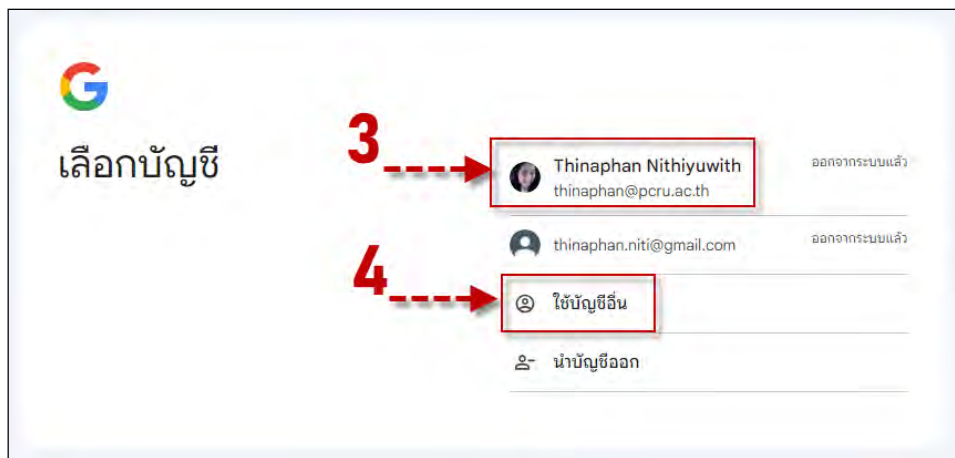 เลือกบัญชี
3
Thinaphan Nithiyuwith
ออกจากระบบแล้ว
thinaphan@pcru.ac.th
thinaphan.niti@gmail.com
ออกจากระบบแล้ว
4
ใช้บัญชีอื่น
นำบัญชีออก